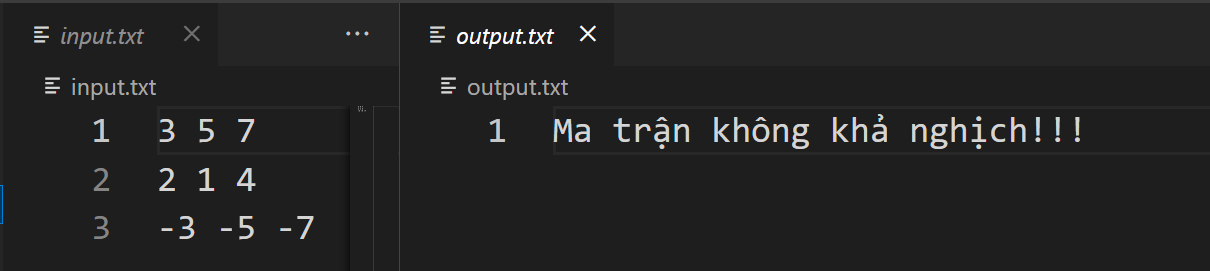 input.txt
input.txt
1 3 5 7
2 2 1 4
3 -3 -5 -7
output.txt
output.txt
1 Ma trận không khả nghịch!!!